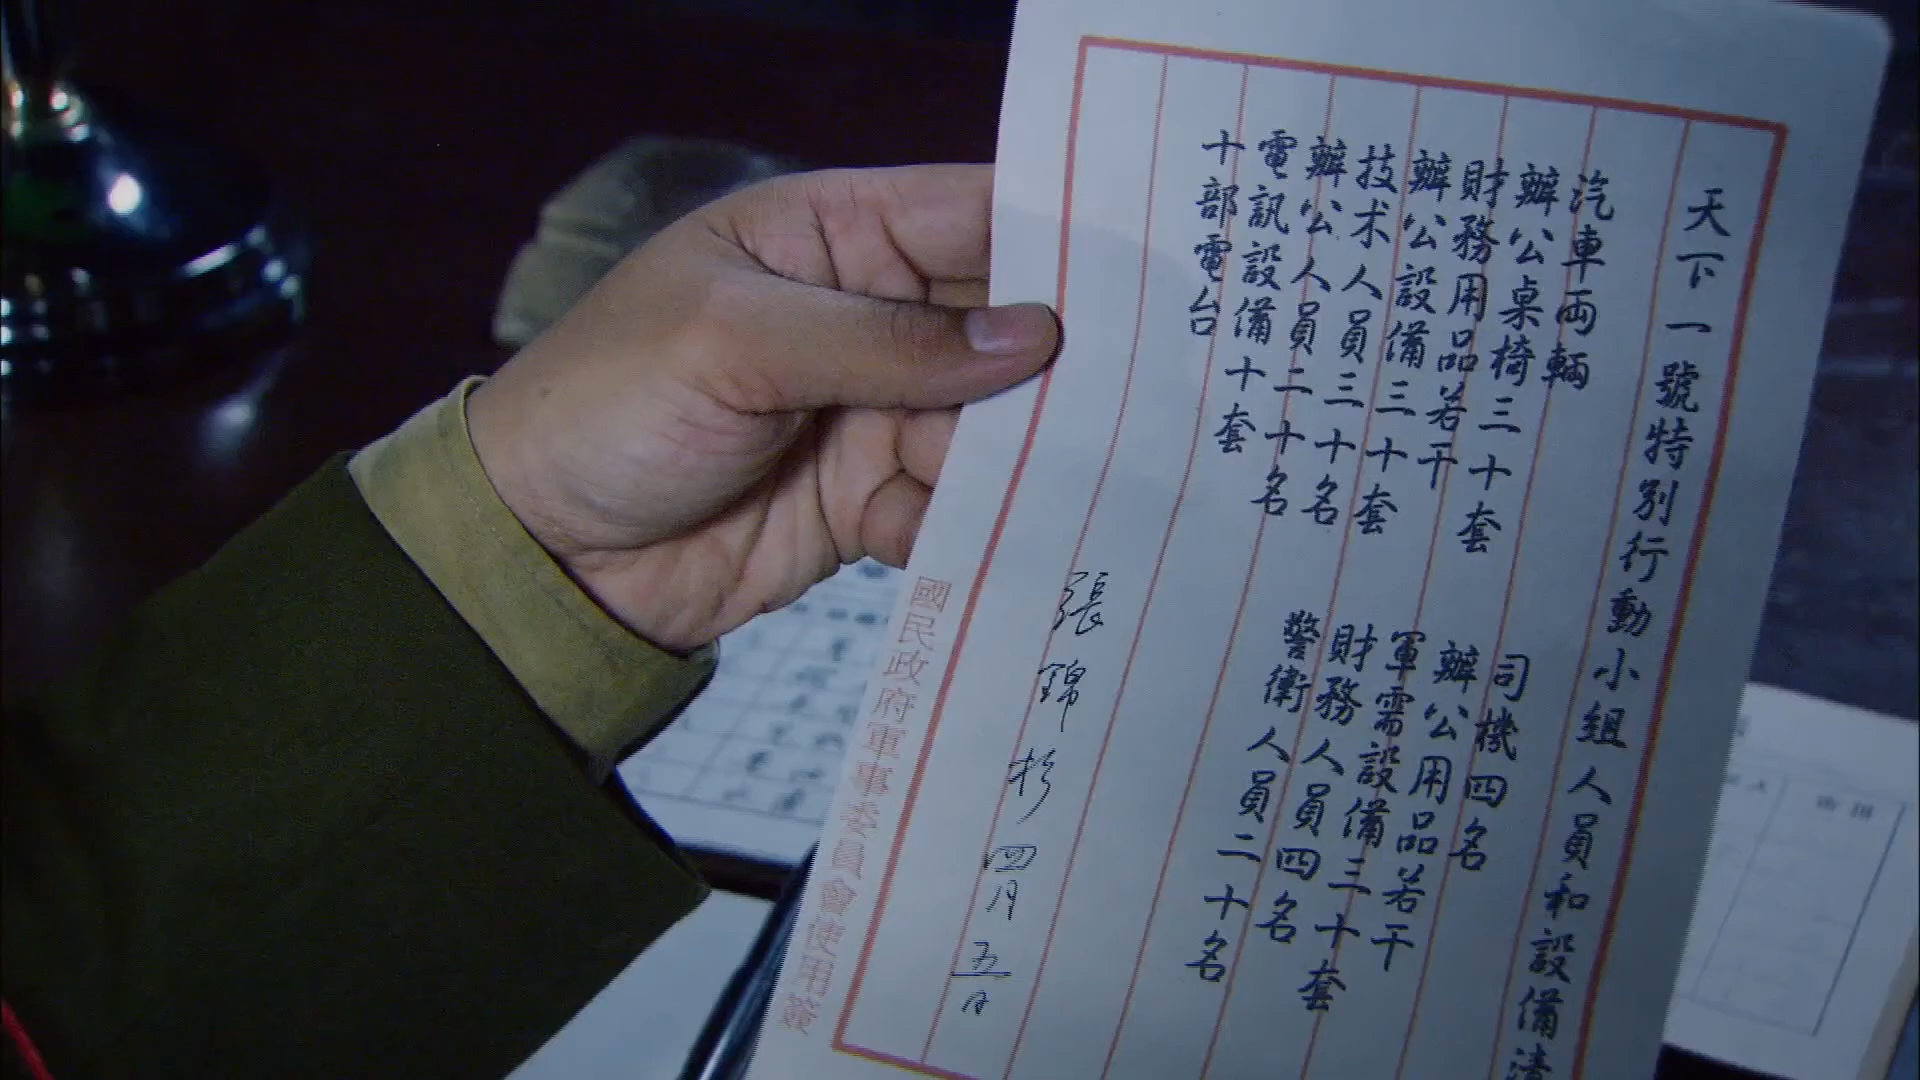 天下一號特別行動小組人員和設備清
汽車両輛 司機四名
辦公桌椅三十套 辦公用品若干
財務用品若干 軍需設備三十套
辦公設備三十套 財務人員四名
技术人員三十名 警衛人員二十名
辦公人員二十名
電訊設備十套
十部電台
張錦杉 四月五日
國民政府軍事委員會使用箋